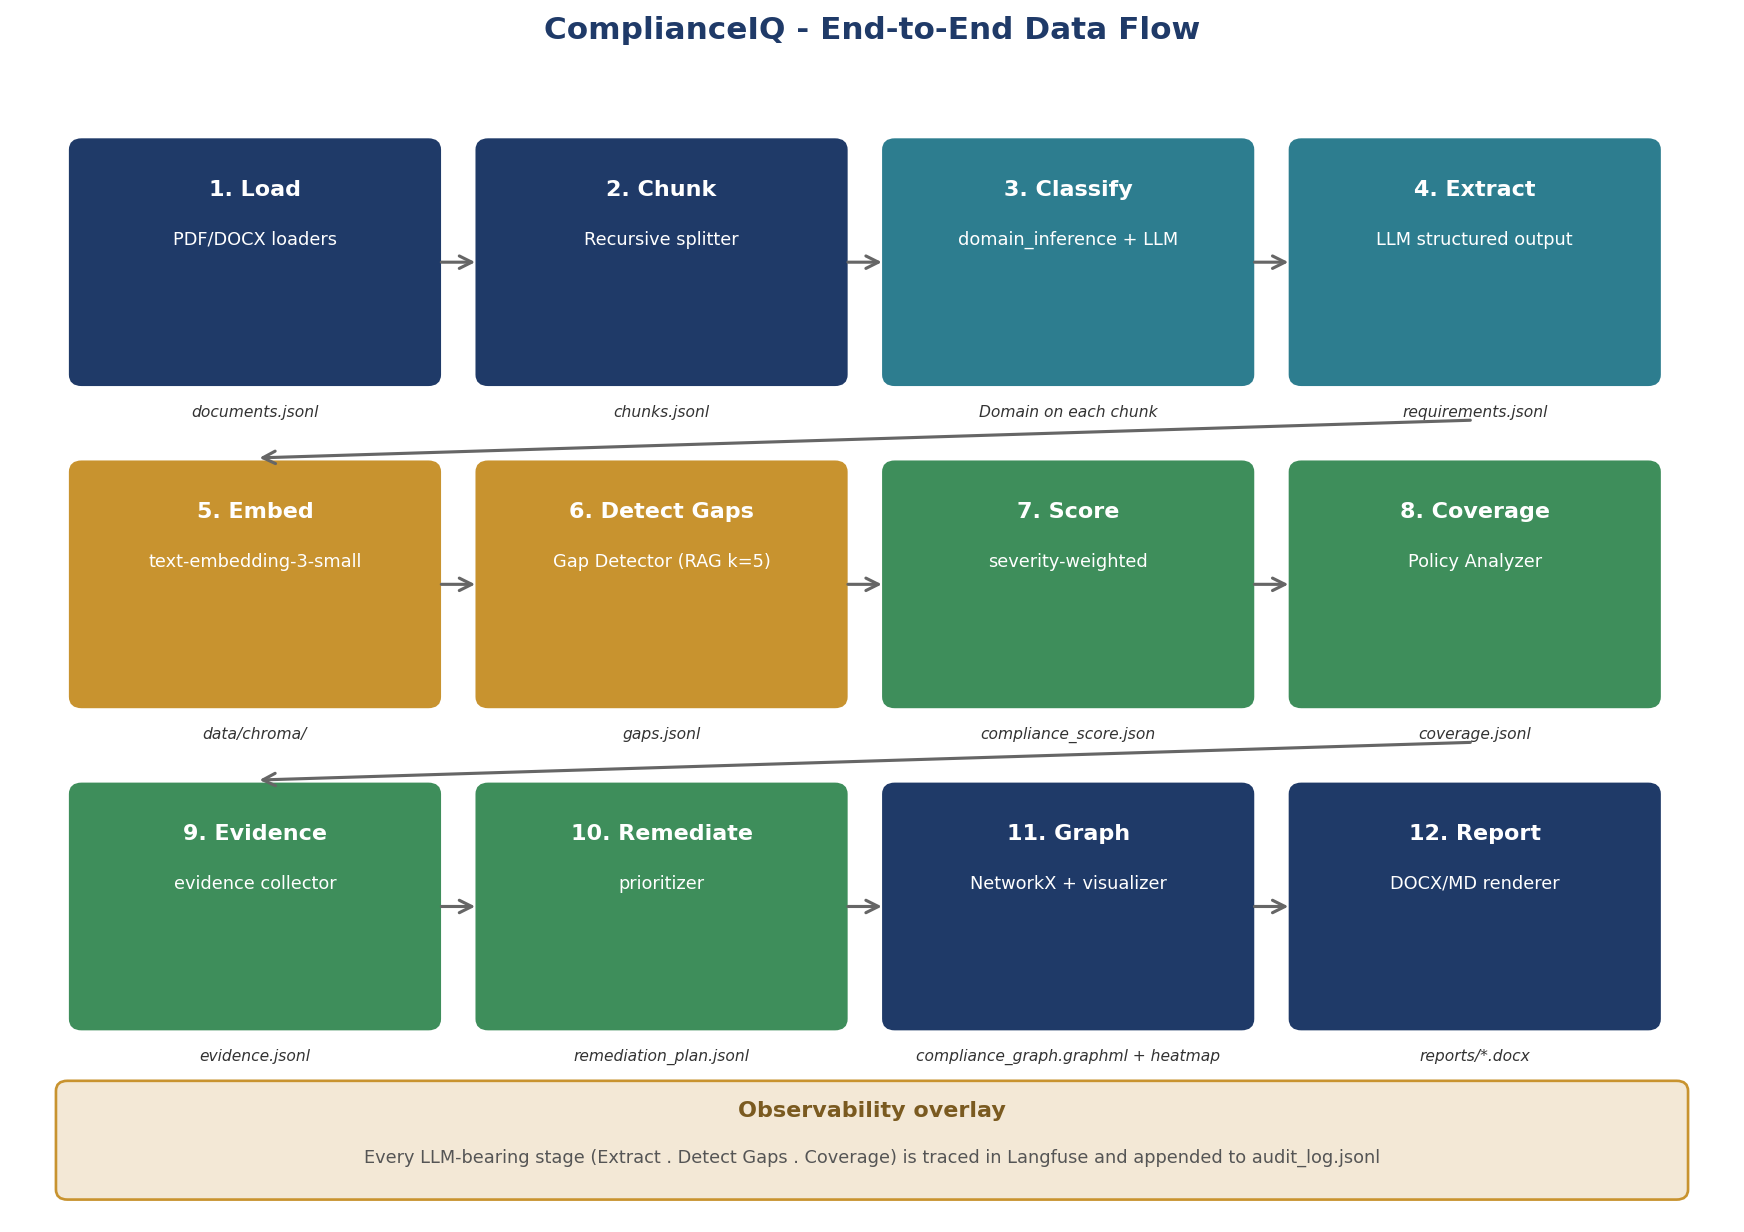 ComplianceIQ - End-to-End Data Flow
1. Load
PDF/DOCX loaders
documents.jsonl
2. Chunk
Recursive splitter
chunks.jsonl
3. Classify
domain_inference + LLM
Domain on each chunk
4. Extract
LLM structured output
requirements.jsonl
5. Embed
text-embedding-3-small
data/chroma/
6. Detect Gaps
Gap Detector (RAG k=5)
gaps.jsonl
7. Score
severity-weighted
compliance_score.json
8. Coverage
Policy Analyzer
coverage.jsonl
9. Evidence
evidence collector
evidence.jsonl
10. Remediate
prioritizer
remediation_plan.jsonl
11. Graph
NetworkX + visualizer
compliance_graph.graphml + heatmap
12. Report
DOCX/MD renderer
reports/*.docx
Observability overlay
Every LLM-bearing stage (Extract . Detect Gaps . Coverage) is traced in Langfuse and appended to audit_log.jsonl